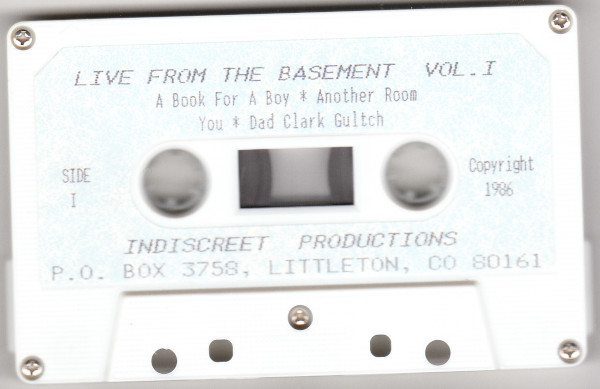 LIVE FROM THE BASEMENT VOL.I
A Book For A Boy * Another Room
You * Dad Clark Gultch
SIDE
I
Copyright
1986
INDISCREET PRODUCTIONS
P.O. BOX 3758, LITTLETON, CO 80161